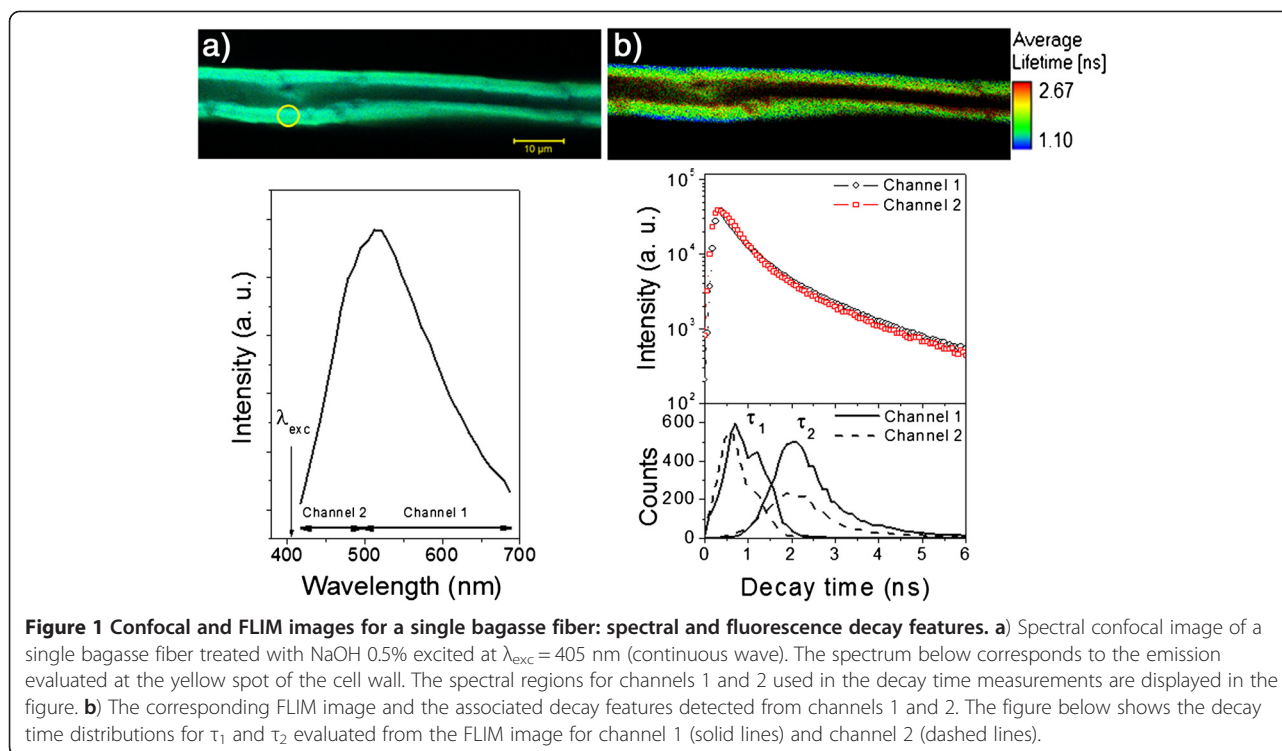 a)
10 µm
b)
Average
Lifetime [ns]
2.67
1.10
Intensity (a. u.)
λexc
Channel 2
Channel 1
400
500
600
700
Wavelength (nm)
Intensity (a. u.)
10^5
10^4
10^3
10^2
Channel 1
Channel 2
Counts
600
400
200
0
τ1
τ2
Channel 1
Channel 2
0
1
2
3
4
5
6
Decay time (ns)
Figure 1 Confocal and FLIM images for a single bagasse fiber: spectral and fluorescence decay features. a) Spectral confocal image of a
single bagasse fiber treated with NaOH 0.5% excited at λexc = 405 nm (continuous wave). The spectrum below corresponds to the emission
evaluated at the yellow spot of the cell wall. The spectral regions for channels 1 and 2 used in the decay time measurements are displayed in the
figure. b) The corresponding FLIM image and the associated decay features detected from channels 1 and 2. The figure below shows the decay
time distributions for τ1 and τ2 evaluated from the FLIM image for channel 1 (solid lines) and channel 2 (dashed lines).